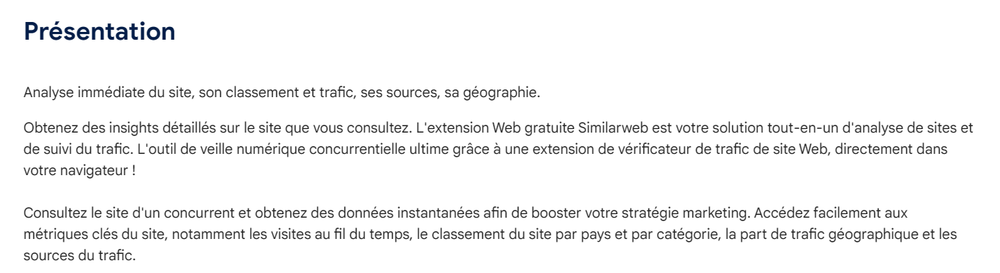 Présentation
Analyse immédiate du site, son classement et trafic, ses sources, sa géographie.
Obtenez des insights détaillés sur le site que vous consultez. L'extension Web gratuite Similarweb est votre solution tout-en-un d'analyse de sites et
de suivi du trafic. L'outil de veille numérique concurrentielle ultime grâce à une extension de vérificateur de trafic de site Web, directement dans
votre navigateur !
Consultez le site d'un concurrent et obtenez des données instantanées afin de booster votre stratégie marketing. Accédez facilement aux
métriques clés du site, notamment les visites au fil du temps, le classement du site par pays et par catégorie, la part de trafic géographique et les
sources du trafic.